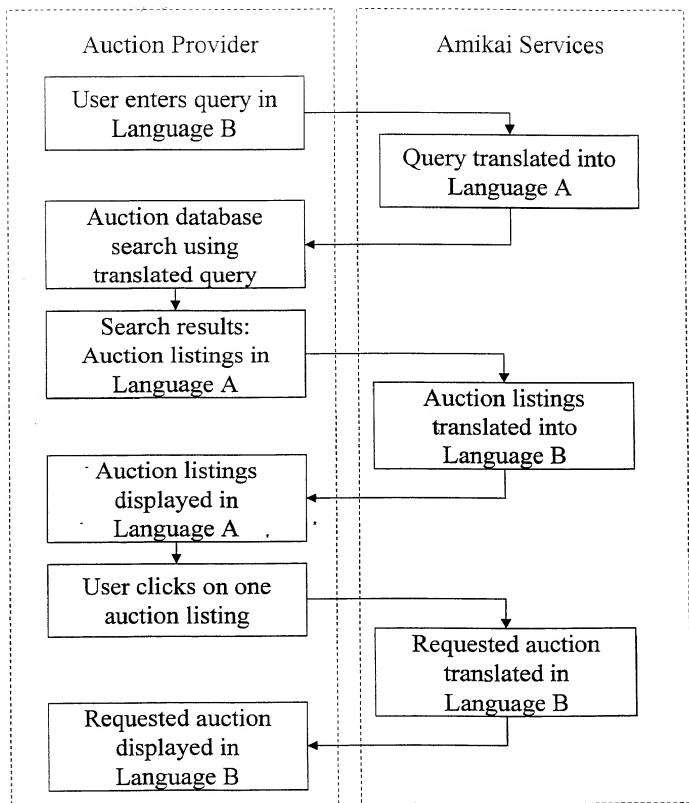 Auction Provider
Amikai Services
User enters query in
Language B
Query translated into
Language A
Auction database
search using
translated query
Search results:
Auction listings in
Language A
Auction listings
translated into
Language B
Auction listings
displayed in
Language A
User clicks on one
auction listing
Requested auction
translated in
Language B
Requested auction
displayed in
Language B